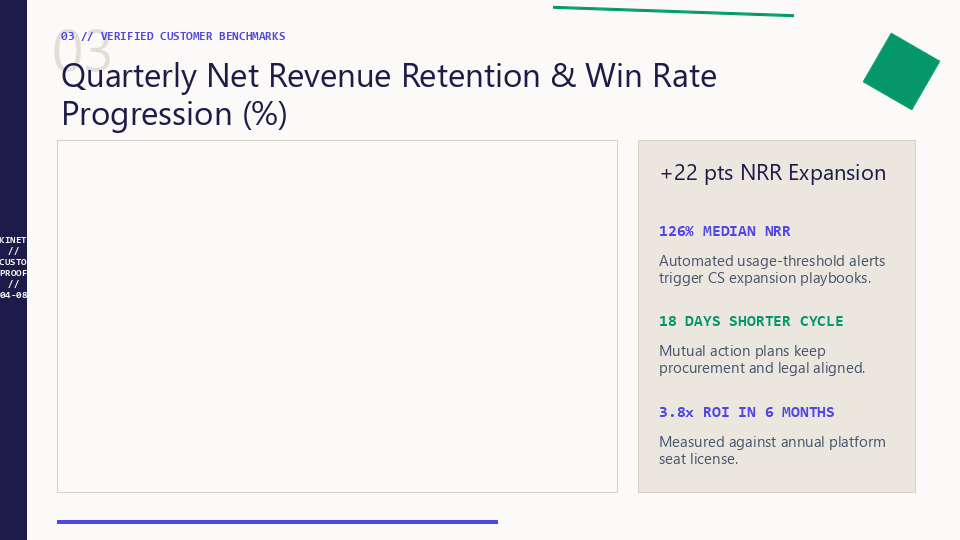 03
03 // VERIFIED CUSTOMER BENCHMARKS
Quarterly Net Revenue Retention & Win Rate
Progression (%)
KINET
//
CUSTO
PROOF
//
04-08
+22 pts NRR Expansion
126% MEDIAN NRR
Automated usage-threshold alerts
trigger CS expansion playbooks.
18 DAYS SHORTER CYCLE
Mutual action plans keep
procurement and legal aligned.
3.8x ROI IN 6 MONTHS
Measured against annual platform
seat license.